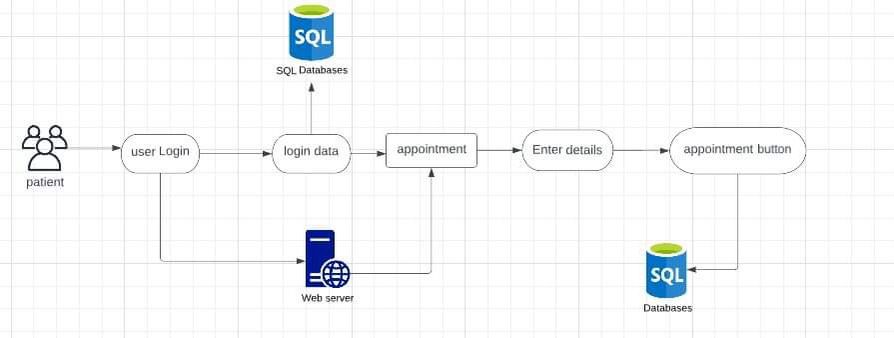 SQL
SQL Databases
patient
user Login
login data
appointment
Enter details
appointment button
Web server
SQL
Databases